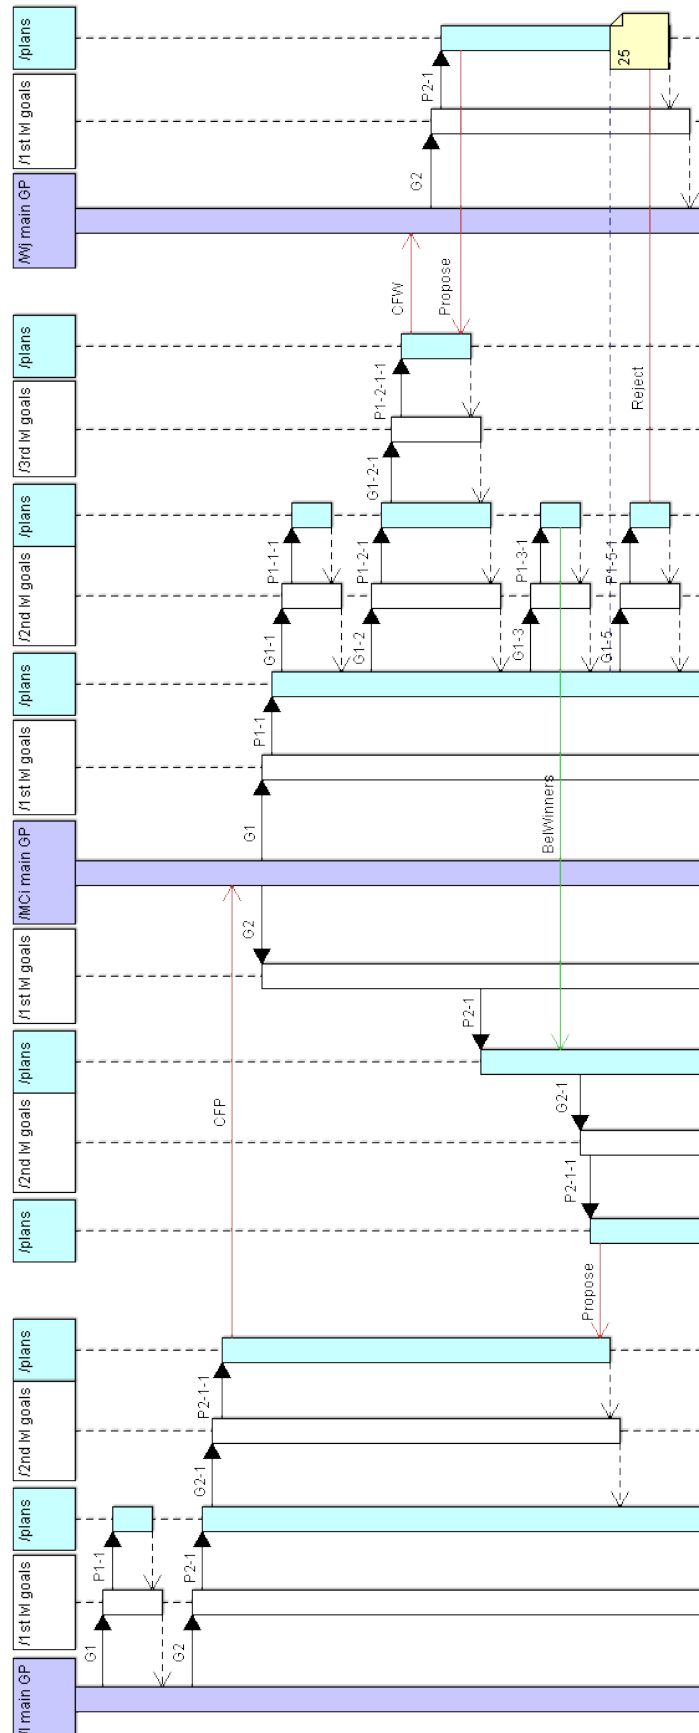 /I main GP
/1st lvl goals
/plans
/2nd lvl goals
/plans
/plans
/2nd lvl goals
/plans
/1st lvl goals
/MCi main GP
/1st lvl goals
/plans
/2nd lvl goals
/plans
/3rd lvl goals
/plans
/Wj main GP
/1st lvl goals
/plans
G1
P1-1
G2
P2-1
G2-1
P2-1-1
CFP
G2
G1
P1-1
G1-1
P1-1-1
G1-2
P1-2-1
G1-2-1
P1-2-1-1
CFW
G2
P2-1
Propose
P2-1
G1-3
P1-3-1
BelWinners
G2-1
P2-1-1
Propose
G1-5
P1-5-1
25
Reject